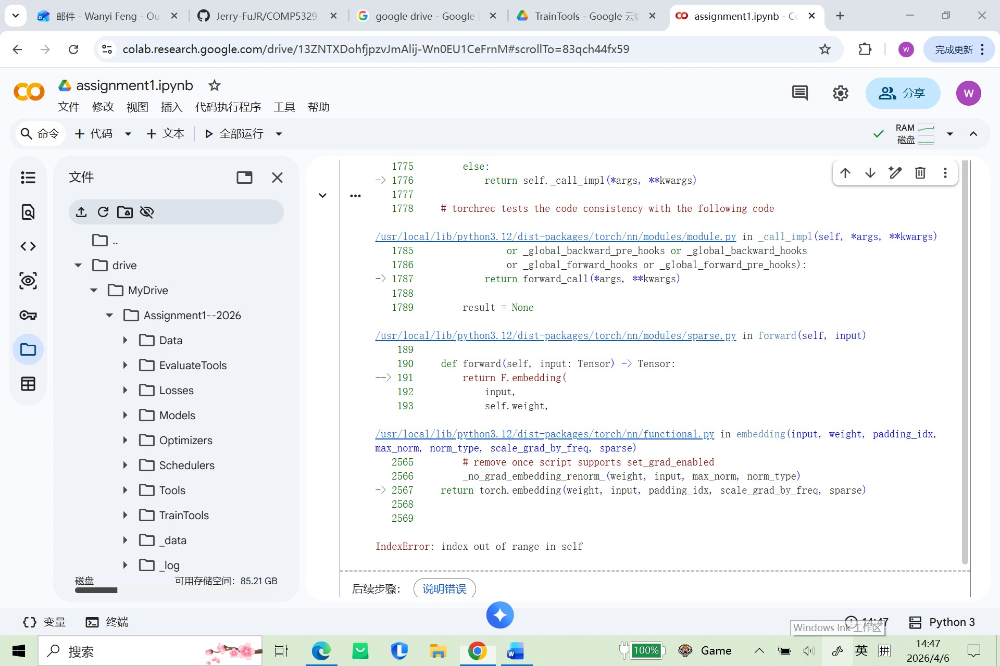 邮件 - Wanyi Feng - Ou
Jerry-FuJR/COMP5329
google drive - Google
TrainTools - Google 云端
assignment1.ipynb - Co
colab.research.google.com/drive/13ZNTXDohfjpzvJmAlij-Wn0EU1CeFrnM#scrollTo=83qch44fx59
W
完成更新
assignment1.ipynb
文件 修改 视图 插入 代码执行程序 工具 帮助
分享
W
命令 + 代码 + 文本 全部运行
RAM
磁盘
文件
..
drive
MyDrive
Assignment1--2026
Data
EvaluateTools
Losses
Models
Optimizers
Schedulers
Tools
TrainTools
_data
_log
磁盘 可用存储空间: 85.21 GB
1775 else:
-> 1776 return self._call_impl(*args, **kwargs)
1777
1778 # torchrec tests the code consistency with the following code
/usr/local/lib/python3.12/dist-packages/torch/nn/modules/module.py in _call_impl(self, *args, **kwargs)
1785 or _global_backward_pre_hooks or _global_backward_hooks
1786 or _global_forward_hooks or _global_forward_pre_hooks):
-> 1787 return forward_call(*args, **kwargs)
1788
1789 result = None
/usr/local/lib/python3.12/dist-packages/torch/nn/modules/sparse.py in forward(self, input)
189
190 def forward(self, input: Tensor) -> Tensor:
--> 191 return F.embedding(
192 input,
193 self.weight,
/usr/local/lib/python3.12/dist-packages/torch/nn/functional.py in embedding(input, weight, padding_idx,
max_norm, norm_type, scale_grad_by_freq, sparse)
2565 # remove once script supports set_grad_enabled
2566 _no_grad_embedding_renorm_(weight, input, max_norm, norm_type)
-> 2567 return torch.embedding(weight, input, padding_idx, scale_grad_by_freq, sparse)
2568
2569
IndexError: index out of range in self
后续步骤: 说明错误
{} 变量 终端
14:47
Python 3
Windows Ink 工作区
搜索
100%
Game
英
拼
14:47
2026/4/6